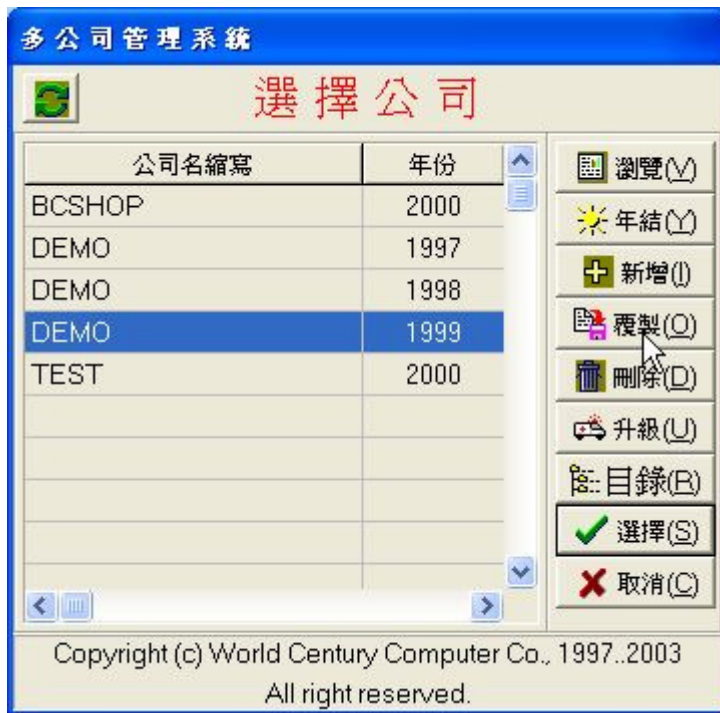 多公司管理系統
選擇公司
公司名縮寫 年份
BCSHOP 2000
DEMO 1997
DEMO 1998
DEMO 1999
TEST 2000
瀏覽(V)
年結(Y)
新增(I)
覆製(O)
刪除(D)
升級(U)
目錄(R)
選擇(S)
取消(C)
Copyright (c) World Century Computer Co., 1997..2003
All right reserved.